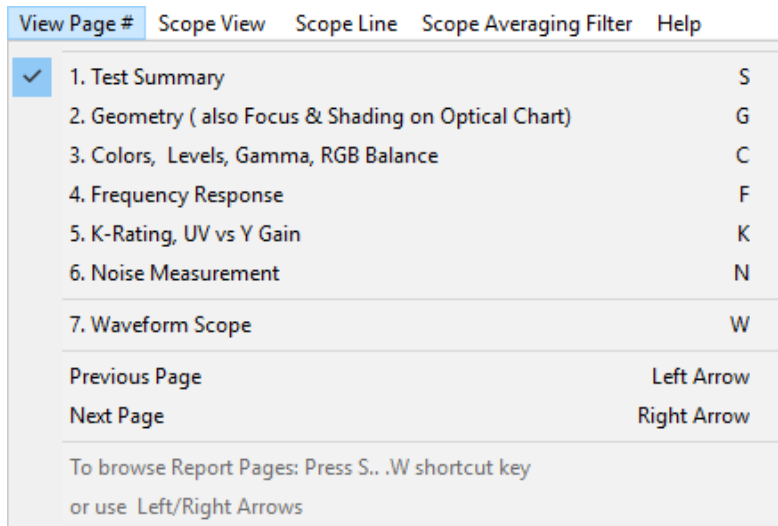 View Page # Scope View Scope Line Scope Averaging Filter Help
1. Test Summary S
2. Geometry ( also Focus & Shading on Optical Chart) G
3. Colors, Levels, Gamma, RGB Balance C
4. Frequency Response F
5. K-Rating, UV vs Y Gain K
6. Noise Measurement N
7. Waveform Scope W
Previous Page Left Arrow
Next Page Right Arrow
To browse Report Pages: Press S.. .W shortcut key
or use Left/Right Arrows